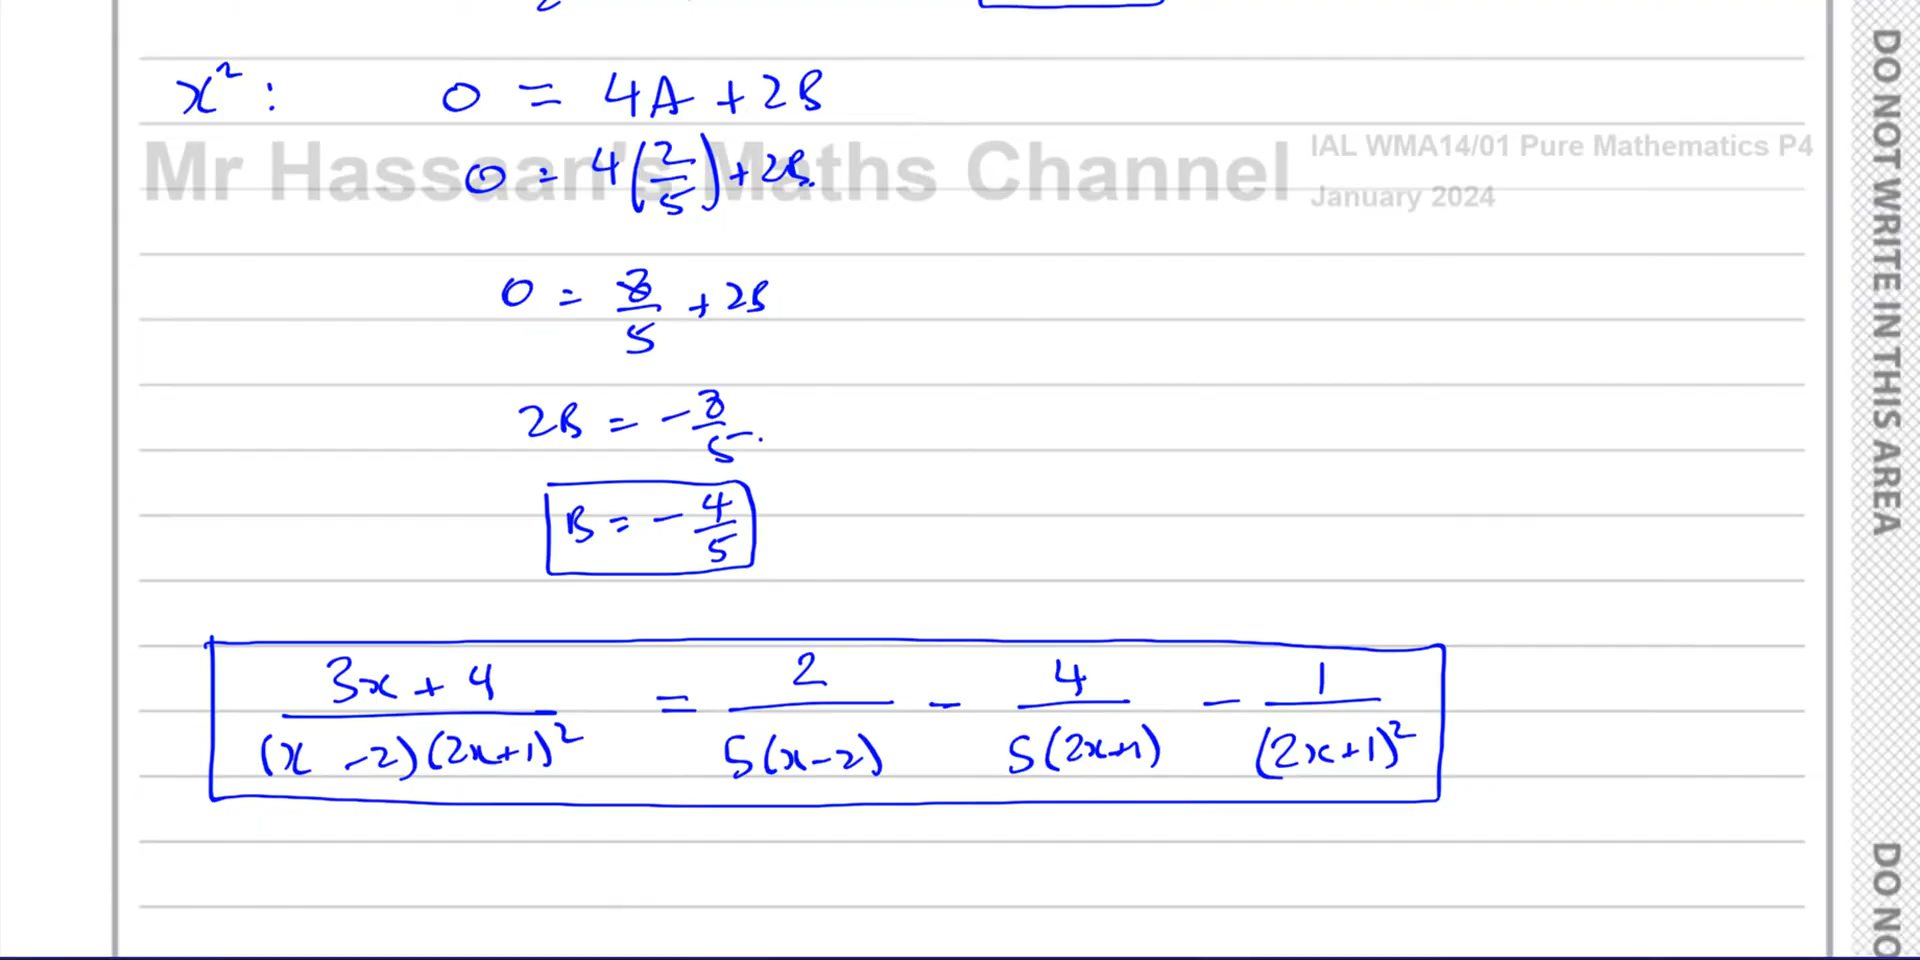 x² : 0 = 4A + 2B
Mr Hassaan's Maths Channel
IAL WMA14/01 Pure Mathematics P4
January 2024
0 = 4(2/5) + 2B.
0 = 8/5 + 2B
2B = -8/5.
B = -4/5
(3x + 4)/((x - 2)(2x+1)²) = 2/(5(x-2)) - 4/(5(2x+1)) - 1/(2x+1)²
DO NOT WRITE IN THIS AREA
DO NO